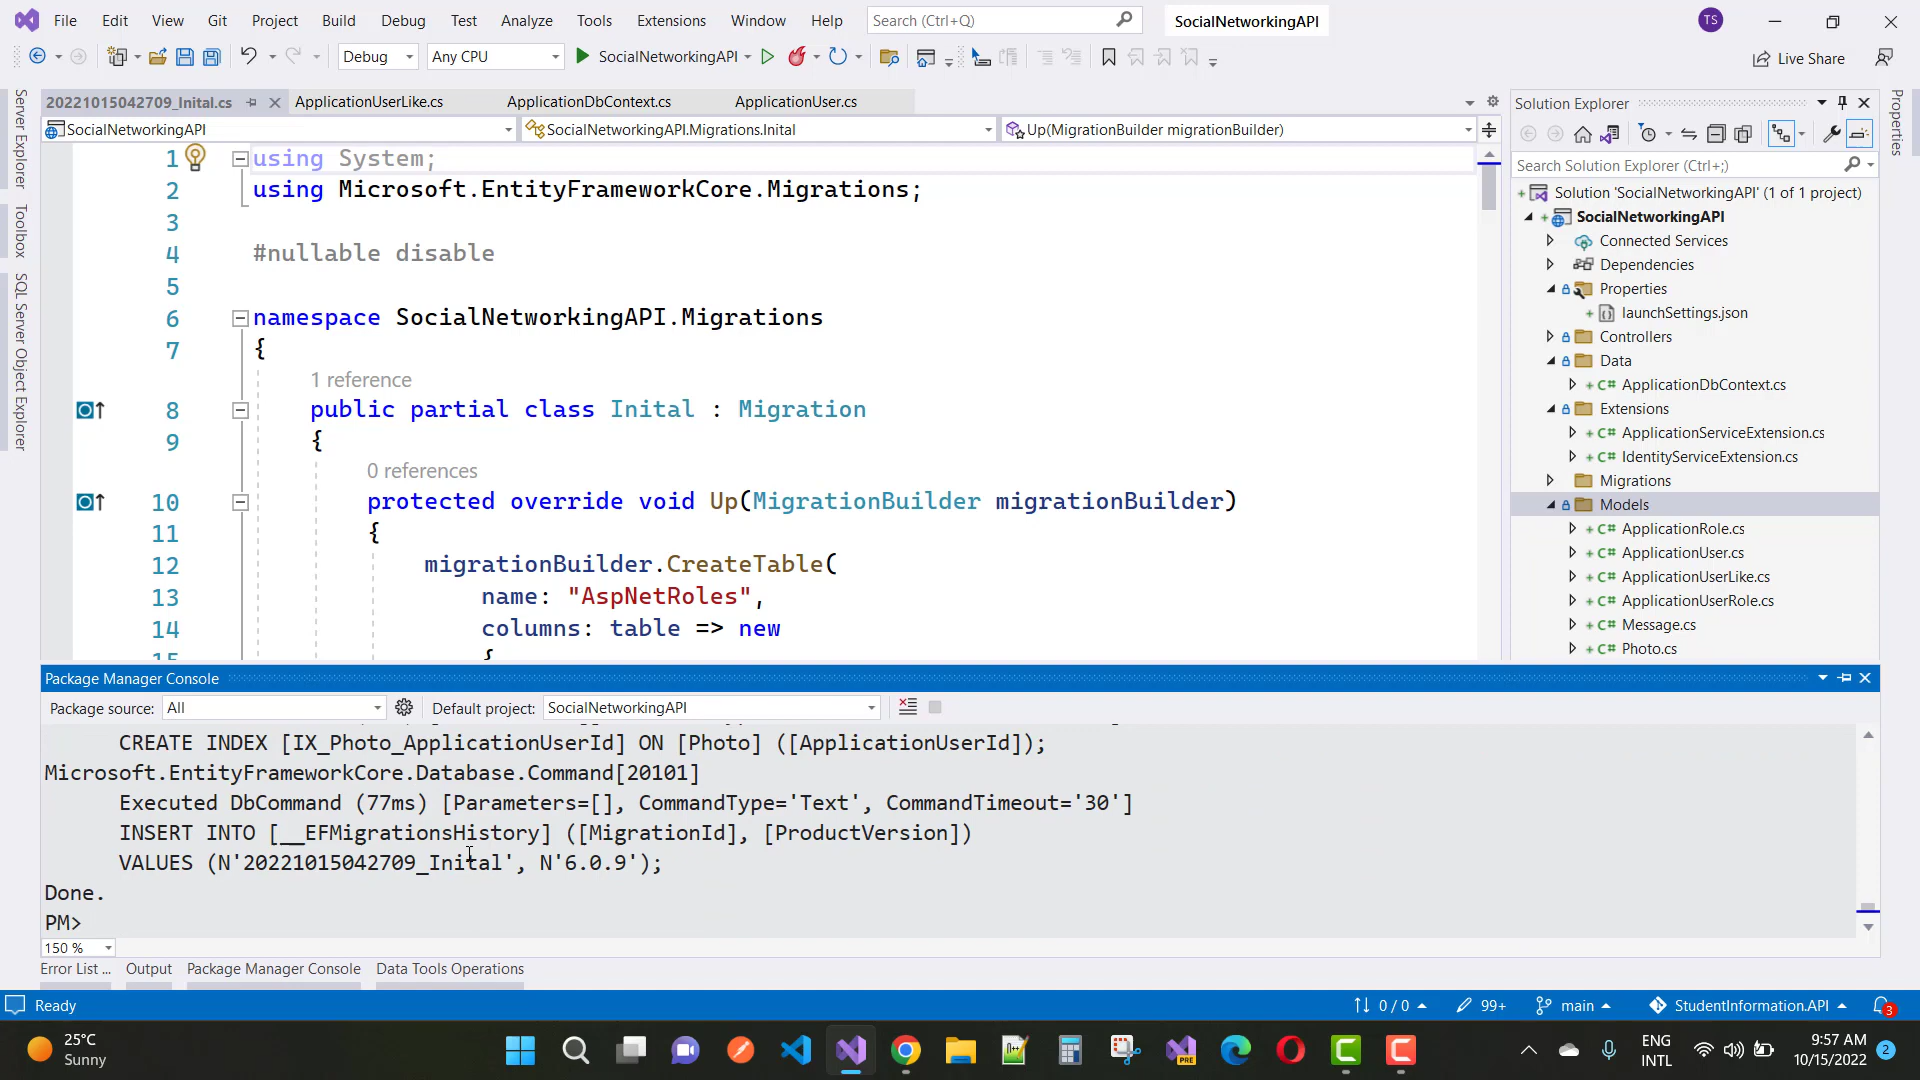 File Edit View Git Project Build Debug Test Analyze Tools Extensions Window Help Search (Ctrl+Q) SocialNetworkingAPI TS
Debug Any CPU SocialNetworkingAPI Live Share
20221015042709_Inital.cs ApplicationUserLike.cs ApplicationDbContext.cs ApplicationUser.cs
SocialNetworkingAPI SocialNetworkingAPI.Migrations.Inital Up(MigrationBuilder migrationBuilder)
Server Explorer
Toolbox
SQL Server Object Explorer
1 using System;
2 using Microsoft.EntityFrameworkCore.Migrations;
3
4 #nullable disable
5
6 namespace SocialNetworkingAPI.Migrations
7 {
1 reference
8 public partial class Inital : Migration
9 {
0 references
10 protected override void Up(MigrationBuilder migrationBuilder)
11 {
12 migrationBuilder.CreateTable(
13 name: "AspNetRoles",
14 columns: table => new
15 {
Solution Explorer
Search Solution Explorer (Ctrl+;)
Solution 'SocialNetworkingAPI' (1 of 1 project)
SocialNetworkingAPI
Connected Services
Dependencies
Properties
launchSettings.json
Controllers
Data
ApplicationDbContext.cs
Extensions
ApplicationServiceExtension.cs
IdentityServiceExtension.cs
Migrations
Models
ApplicationRole.cs
ApplicationUser.cs
ApplicationUserLike.cs
ApplicationUserRole.cs
Message.cs
Photo.cs
Properties
Package Manager Console
Package source: All Default project: SocialNetworkingAPI
CREATE INDEX [IX_Photo_ApplicationUserId] ON [Photo] ([ApplicationUserId]);
Microsoft.EntityFrameworkCore.Database.Command[20101]
Executed DbCommand (77ms) [Parameters=[], CommandType='Text', CommandTimeout='30']
INSERT INTO [__EFMigrationsHistory] ([MigrationId], [ProductVersion])
VALUES (N'20221015042709_Inital', N'6.0.9');
Done.
PM>
150 %
Error List ... Output Package Manager Console Data Tools Operations
Ready 0 / 0 99+ main StudentInformation.API 3
25°C
Sunny
PRE
ENG
INTL
9:57 AM
10/15/2022
2